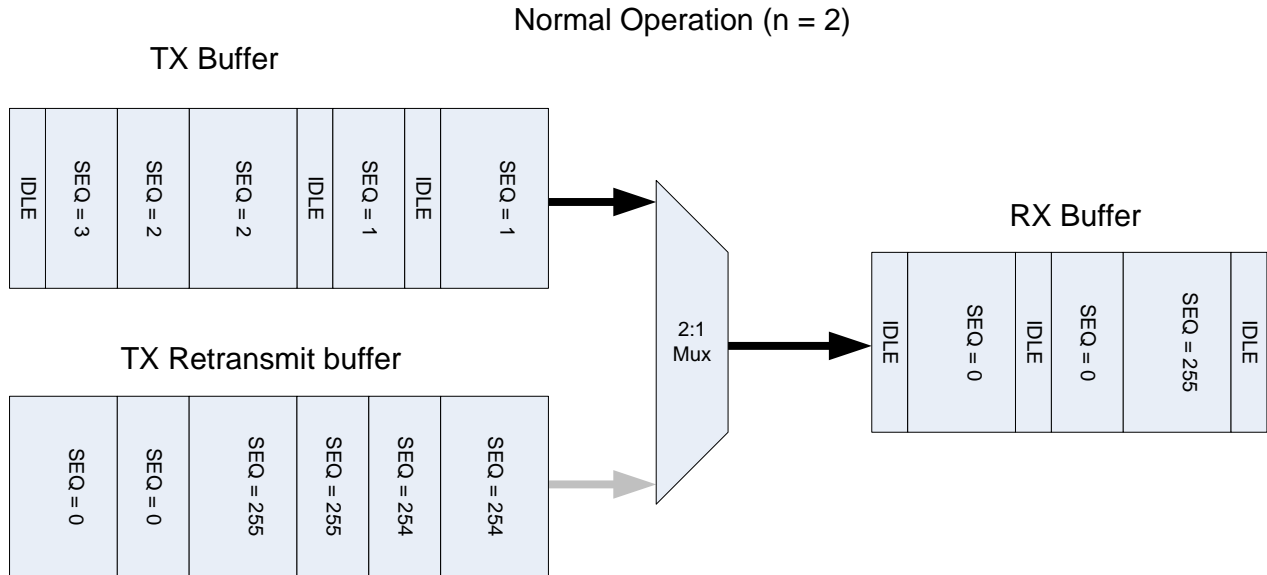 Normal Operation (n = 2)
TX Buffer
IDLE
SEQ = 3
SEQ = 2
SEQ = 2
IDLE
SEQ = 1
IDLE
SEQ = 1
RX Buffer
IDLE
SEQ = 0
IDLE
SEQ = 0
SEQ = 255
IDLE
2:1
Mux
TX Retransmit buffer
SEQ = 0
SEQ = 0
SEQ = 255
SEQ = 255
SEQ = 254
SEQ = 254